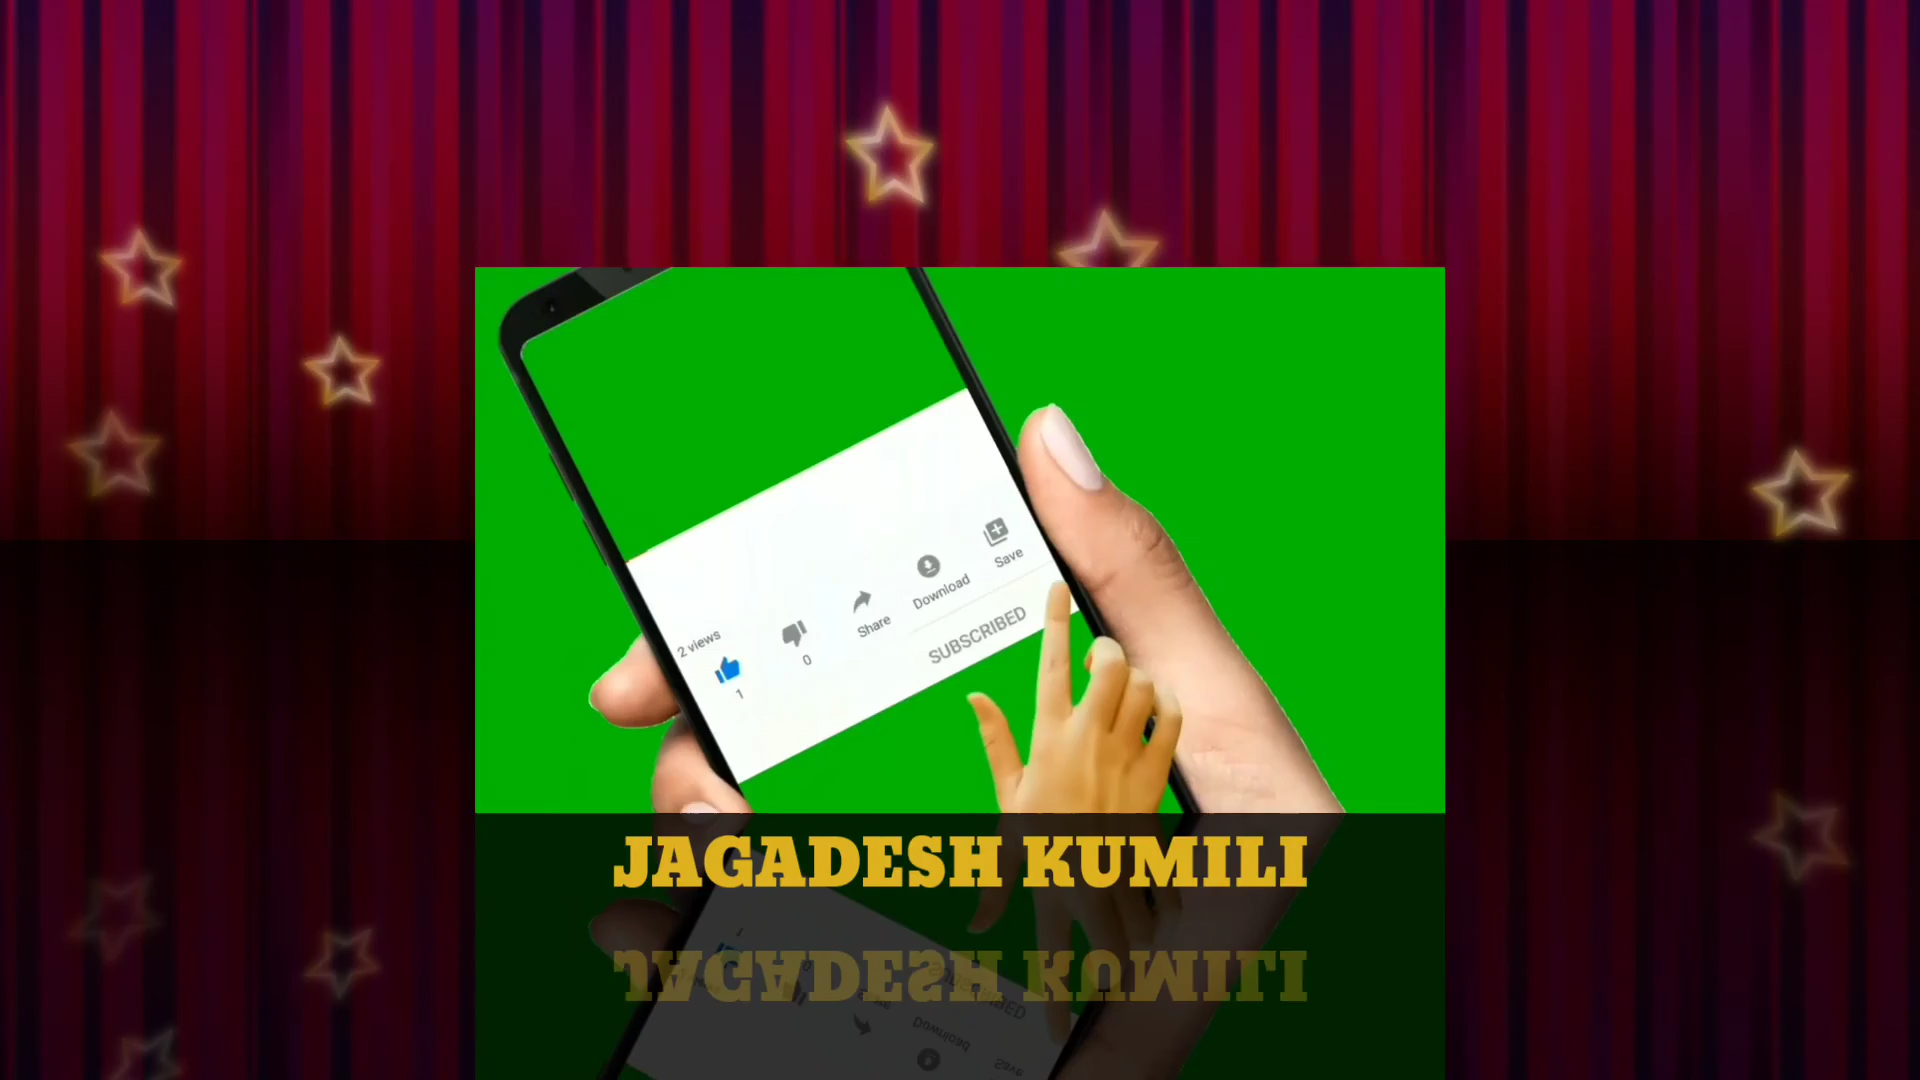 2 views
1
0
Share
Download
Save
SUBSCRIBED
JAGADESH KUMILI